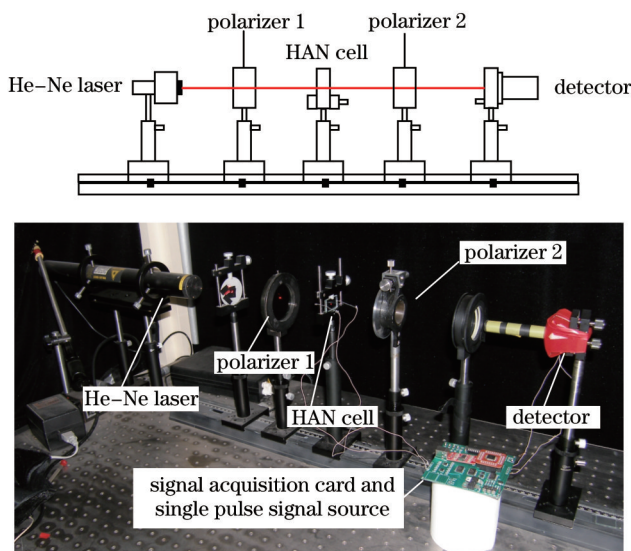 polarizer 1
polarizer 2
HAN cell
He–Ne laser
detector
polarizer 2
polarizer 1
He–Ne laser
HAN cell
detector
signal acquisition card and
single pulse signal source